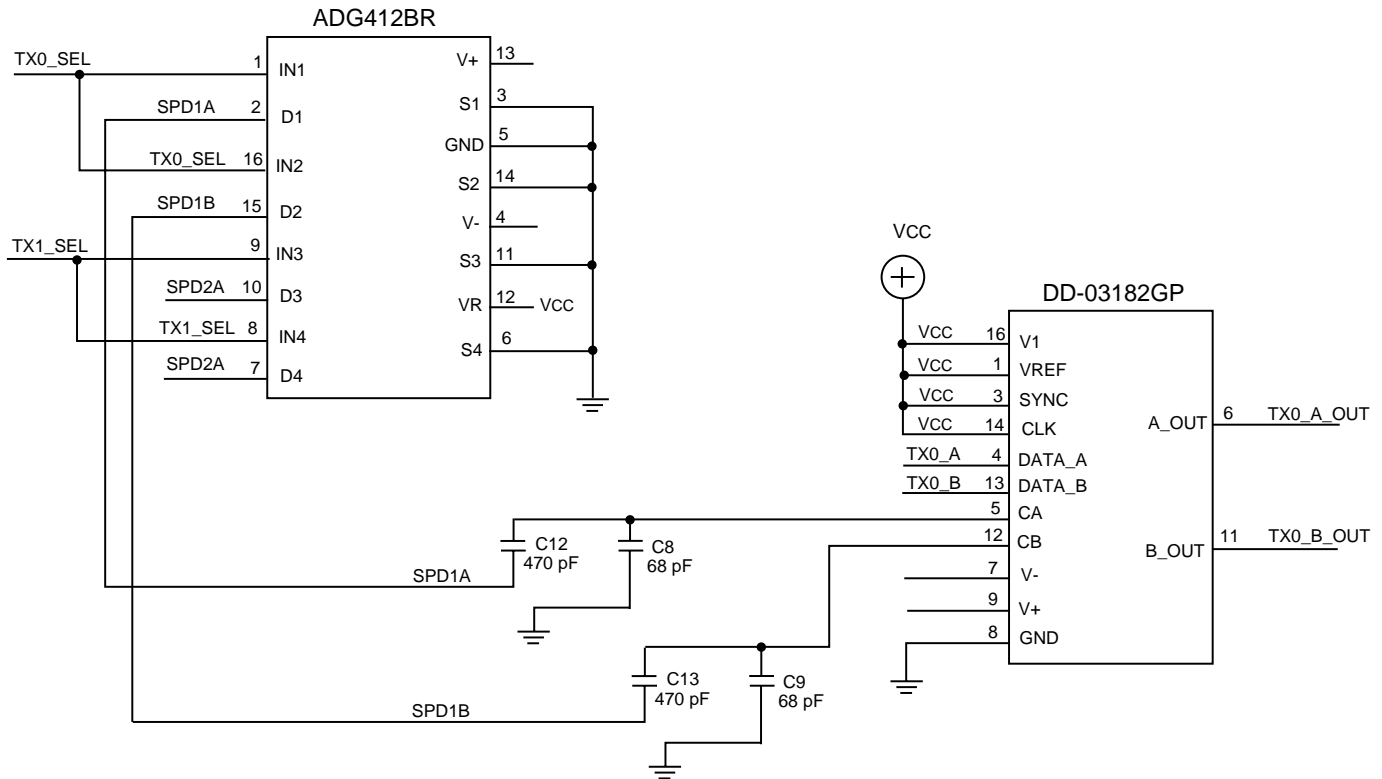 ADG412BR
TX0_SEL 1 IN1
V+ 13
SPD1A 2 D1
S1 3
GND 5
TX0_SEL 16 IN2
S2 14
SPD1B 15 D2
V- 4
TX1_SEL 9 IN3
S3 11
SPD2A 10 D3
VR 12 VCC
TX1_SEL 8 IN4
S4 6
SPD2A 7 D4
VCC
DD-03182GP
VCC 16 V1
VCC 1 VREF
VCC 3 SYNC
VCC 14 CLK
A_OUT 6 TX0_A_OUT
TX0_A 4 DATA_A
TX0_B 13 DATA_B
5 CA
12 CB
B_OUT 11 TX0_B_OUT
7 V-
9 V+
8 GND
C12
470 pF
C8
68 pF
SPD1A
C13
470 pF
C9
68 pF
SPD1B